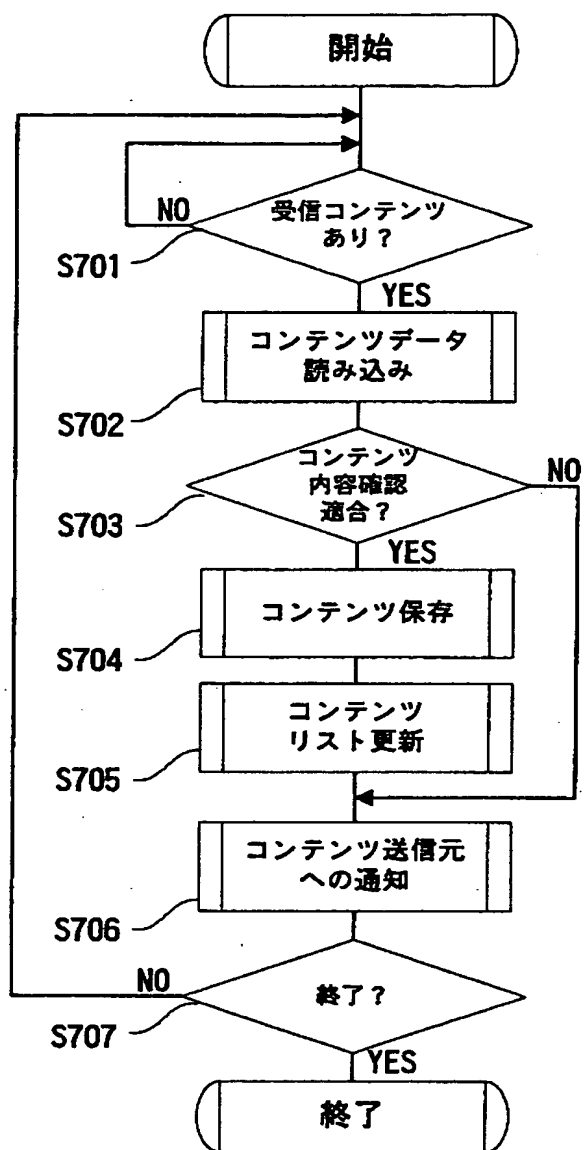 開始
NO
受信コンテンツ
あり？
S701
YES
コンテンツデータ
読み込み
S702
コンテンツ
内容確認
適合？
NO
S703
YES
コンテンツ保存
S704
コンテンツ
リスト更新
S705
コンテンツ送信元
への通知
S706
NO
終了？
S707
YES
終了